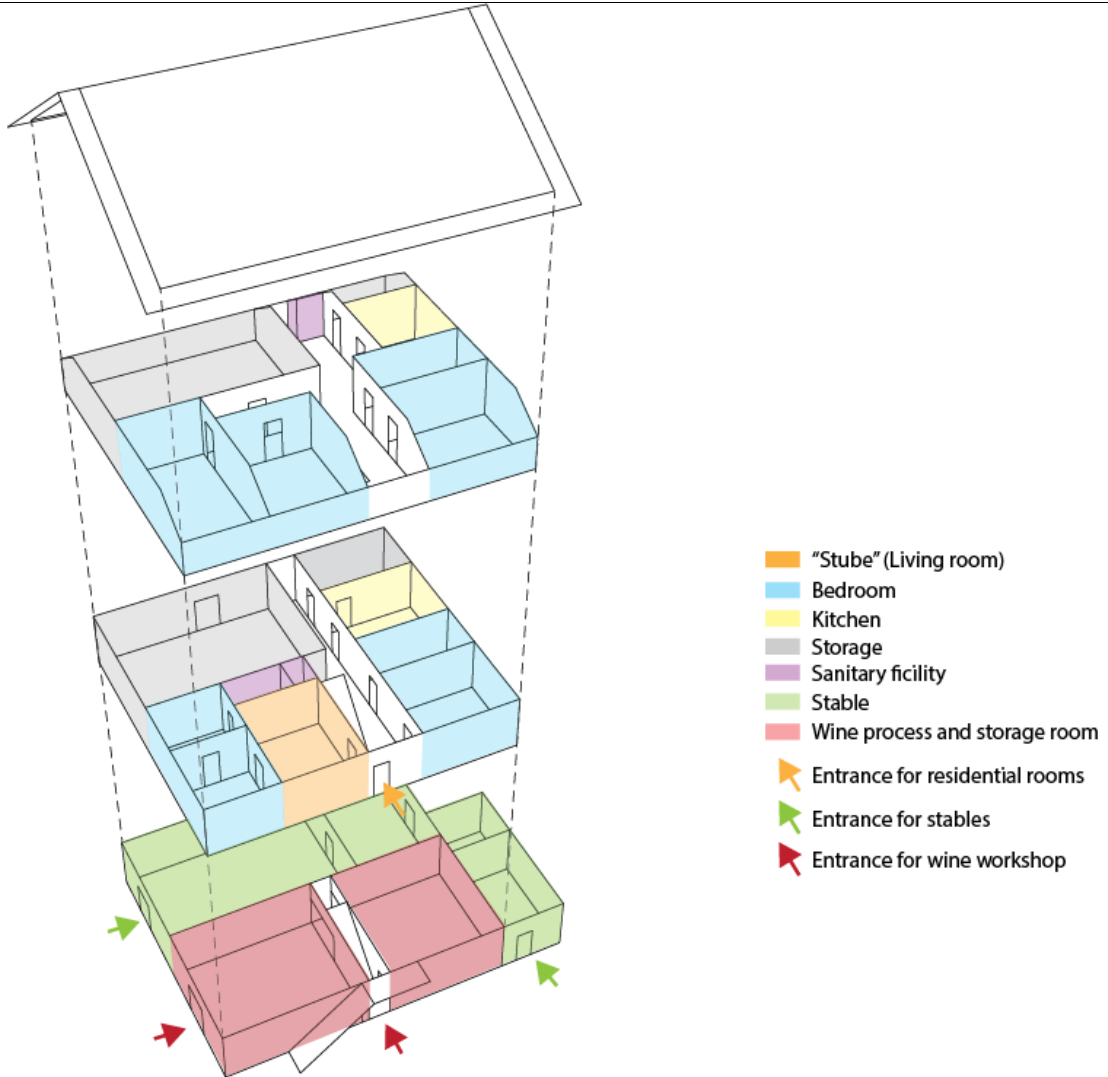 “Stube” (Living room)
Bedroom
Kitchen
Storage
Sanitary ficility
Stable
Wine process and storage room
Entrance for residential rooms
Entrance for stables
Entrance for wine workshop